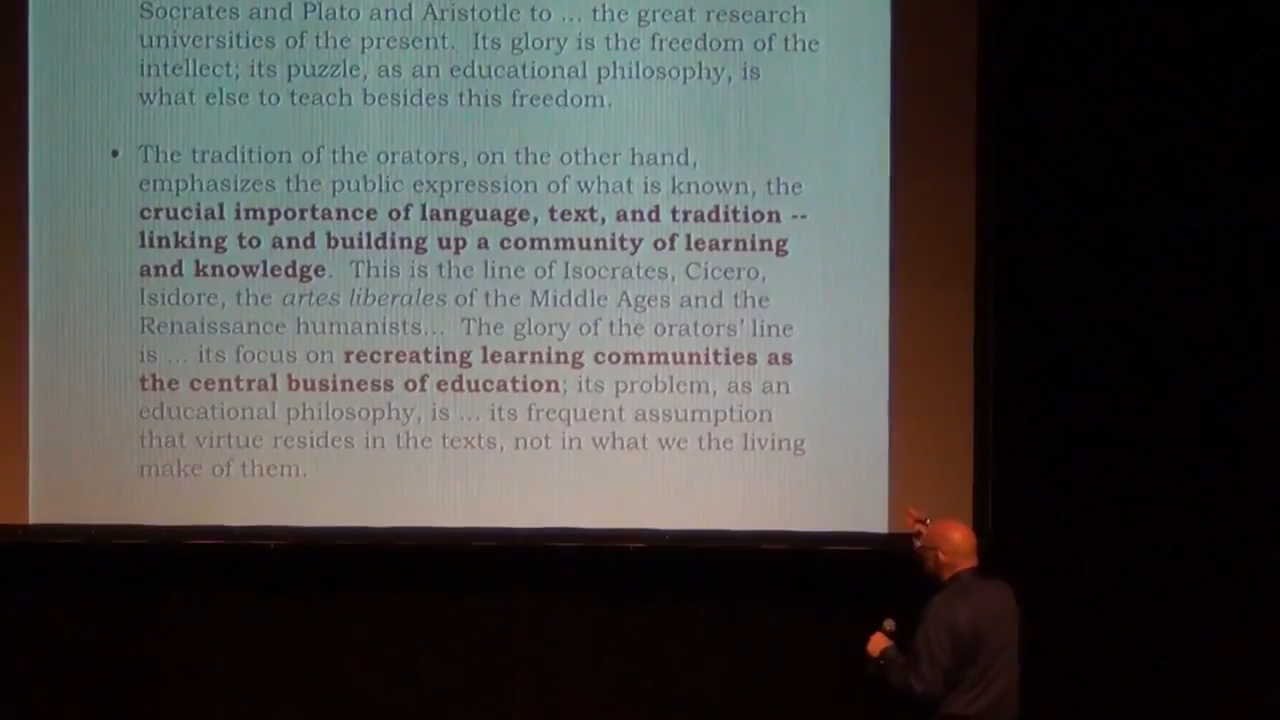 Socrates and Plato and Aristotle to ... the great research
universities of the present. Its glory is the freedom of the
intellect; its puzzle, as an educational philosophy, is
what else to teach besides this freedom.
• The tradition of the orators, on the other hand,
emphasizes the public expression of what is known, the
crucial importance of language, text, and tradition --
linking to and building up a community of learning
and knowledge. This is the line of Isocrates, Cicero,
Isidore, the artes liberales of the Middle Ages and the
Renaissance humanists... The glory of the orators' line
is ... its focus on recreating learning communities as
the central business of education; its problem, as an
educational philosophy, is ... its frequent assumption
that virtue resides in the texts, not in what we the living
make of them.